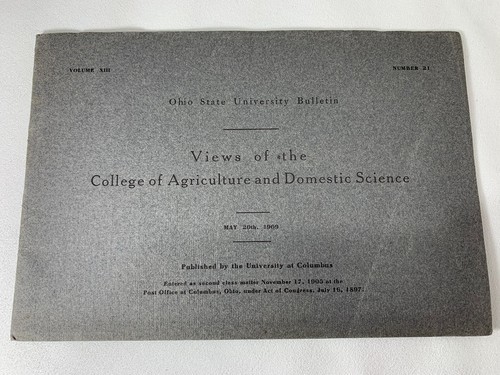 VOLUME XIII NUMBER 21
Ohio State University Bulletin
Views of the
College of Agriculture and Domestic Science
MAY 20th, 1909
Published by the University at Columbus
Entered as second class matter November 17, 1905 at the
Post Office at Columbus, Ohio, under Act of Congress, July 16, 1897.